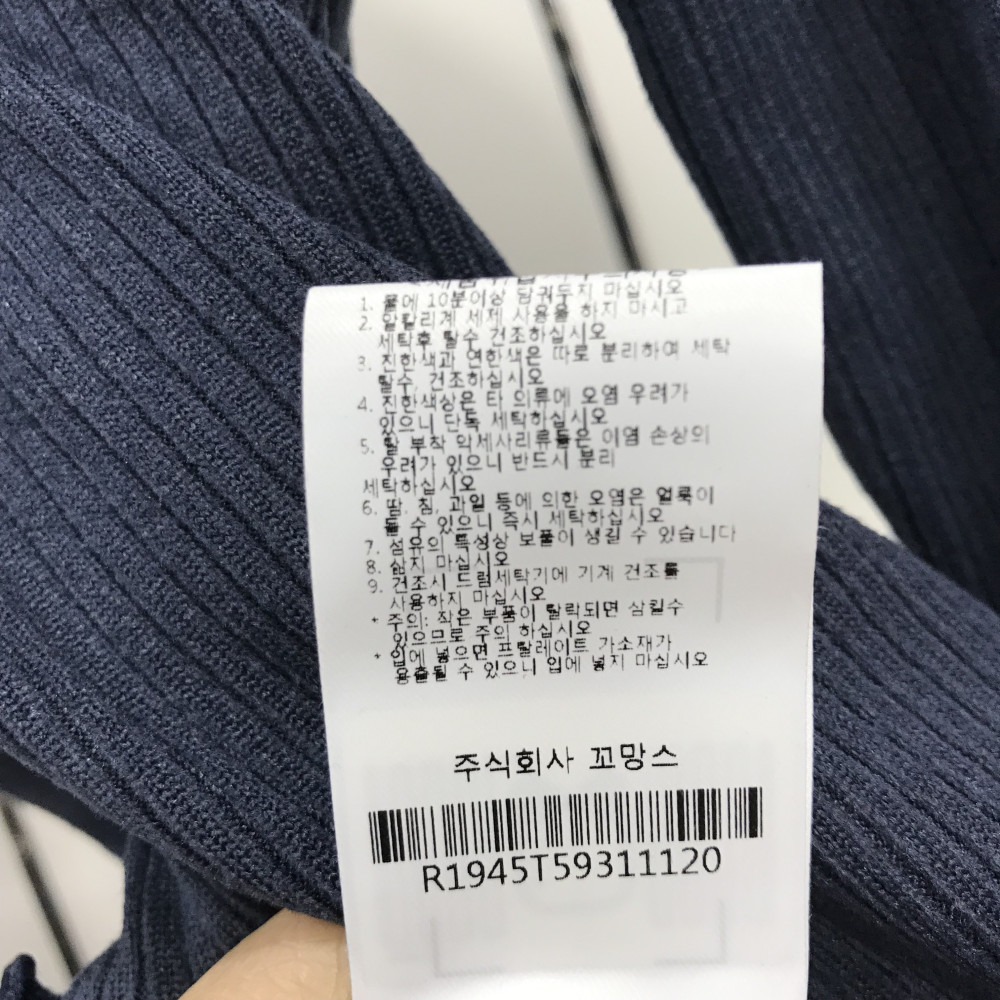 1. 물에 10분이상 담궈두지 마십시오
2. 알칼리계 세제 사용을 하지 마시고
세탁후 탈수 건조하십시오
3. 진한색과 연한색은 따로 분리하여 세탁
탈수 건조하십시오
4. 진한색상은 타 의류에 오염 우려가
있으니 단독 세탁하십시오
5. 탈 부착 악세사리류등은 이염 손상의
우려가 있으니 반드시 분리
세탁하십시오
6. 땀, 침, 과일 등에 의한 오염은 얼룩이
될 수 있으니 즉시 세탁하십시오
7. 섬유의 특성상 보풀이 생길 수 있습니다
8. 삶지 마십시오
9. 건조시 드럼세탁기에 기계 건조를
사용하지 마십시오
* 주의: 작은 부품이 탈락되면 삼킬수
있으므로 주의 하십시오
* 입에 넣으면 프탈레이트 가소재가
용출될 수 있으니 입에 넣지 마십시오
주식회사 꼬망스
R1945T59311120